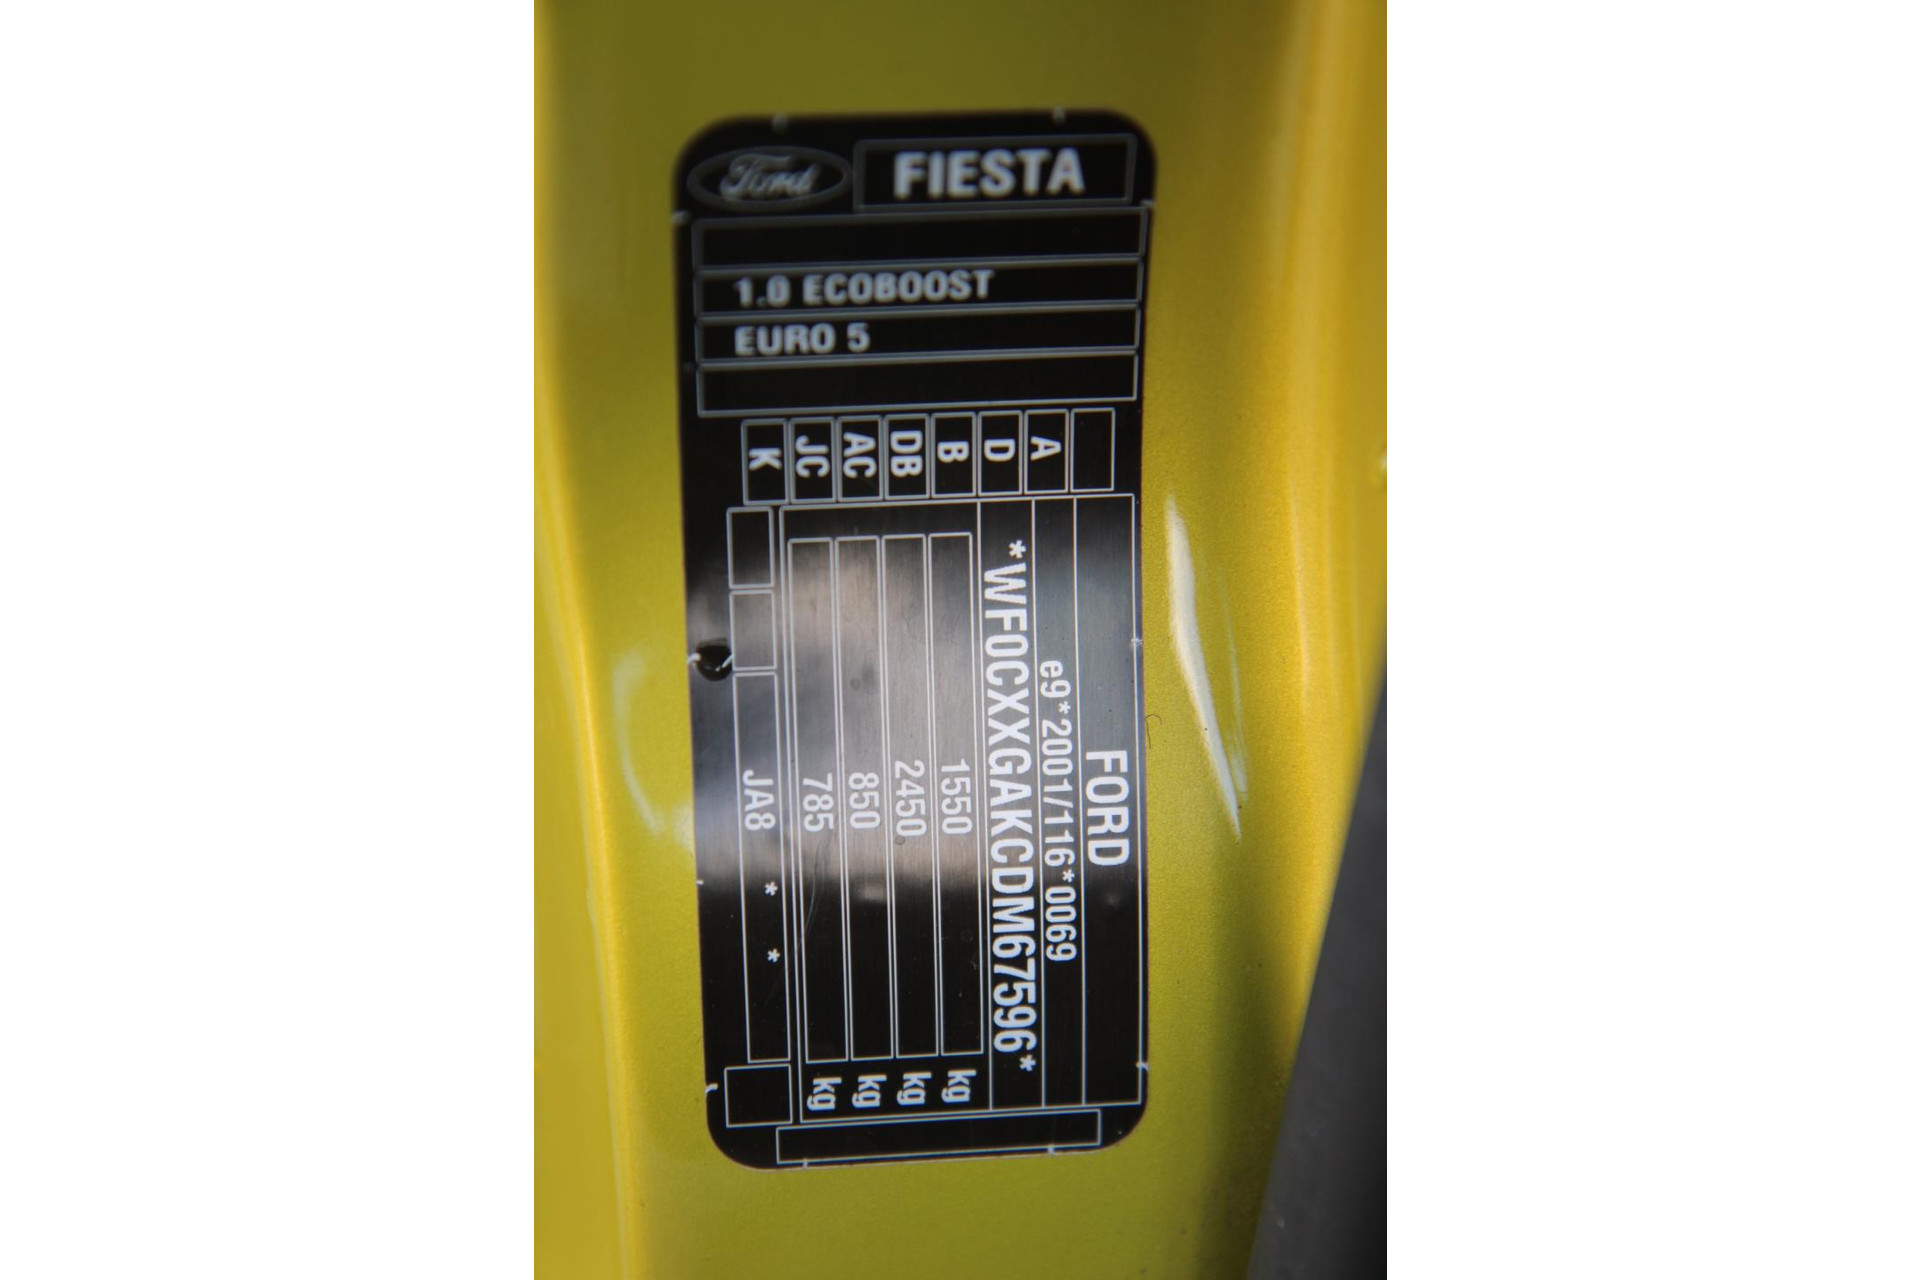 Ford FIESTA
1.0 ECOBOOST
EURO 5
FORD
A e9*2001/116*0069
D *WF0CXXGAKCDM67596*
B 1550 kg
DB 2450 kg
AC 850 kg
JC 785 kg
K JA8 * *